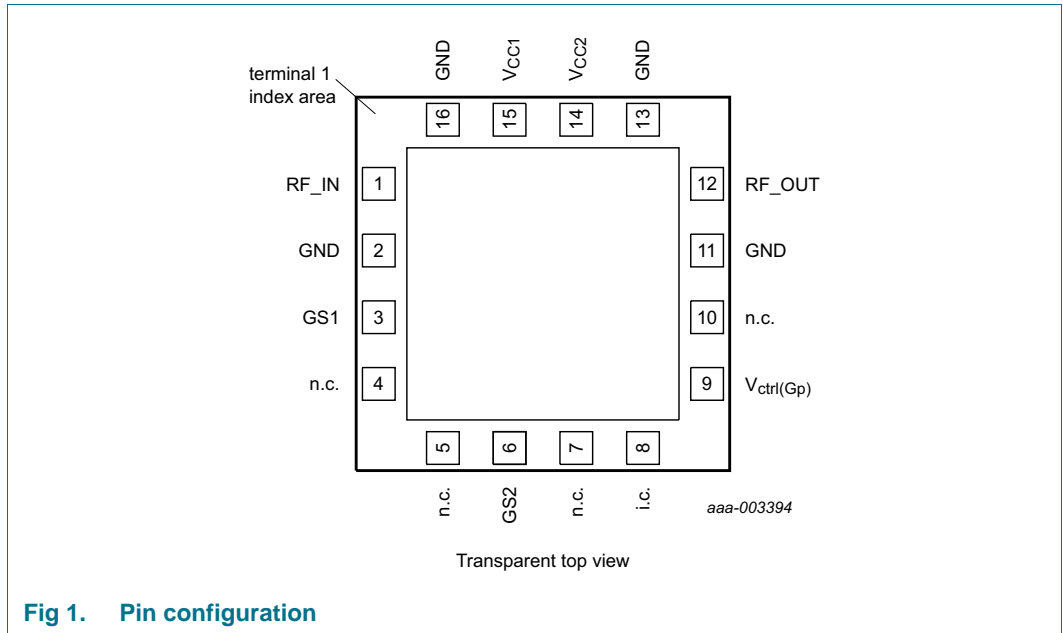 GND
VCC1
VCC2
GND
terminal 1
index area
16
15
14
13
RF_IN
1
12
RF_OUT
GND
2
11
GND
GS1
3
10
n.c.
n.c.
4
9
Vctrl(Gp)
5
6
7
8
n.c.
GS2
n.c.
i.c.
aaa-003394
Transparent top view
Fig 1. Pin configuration